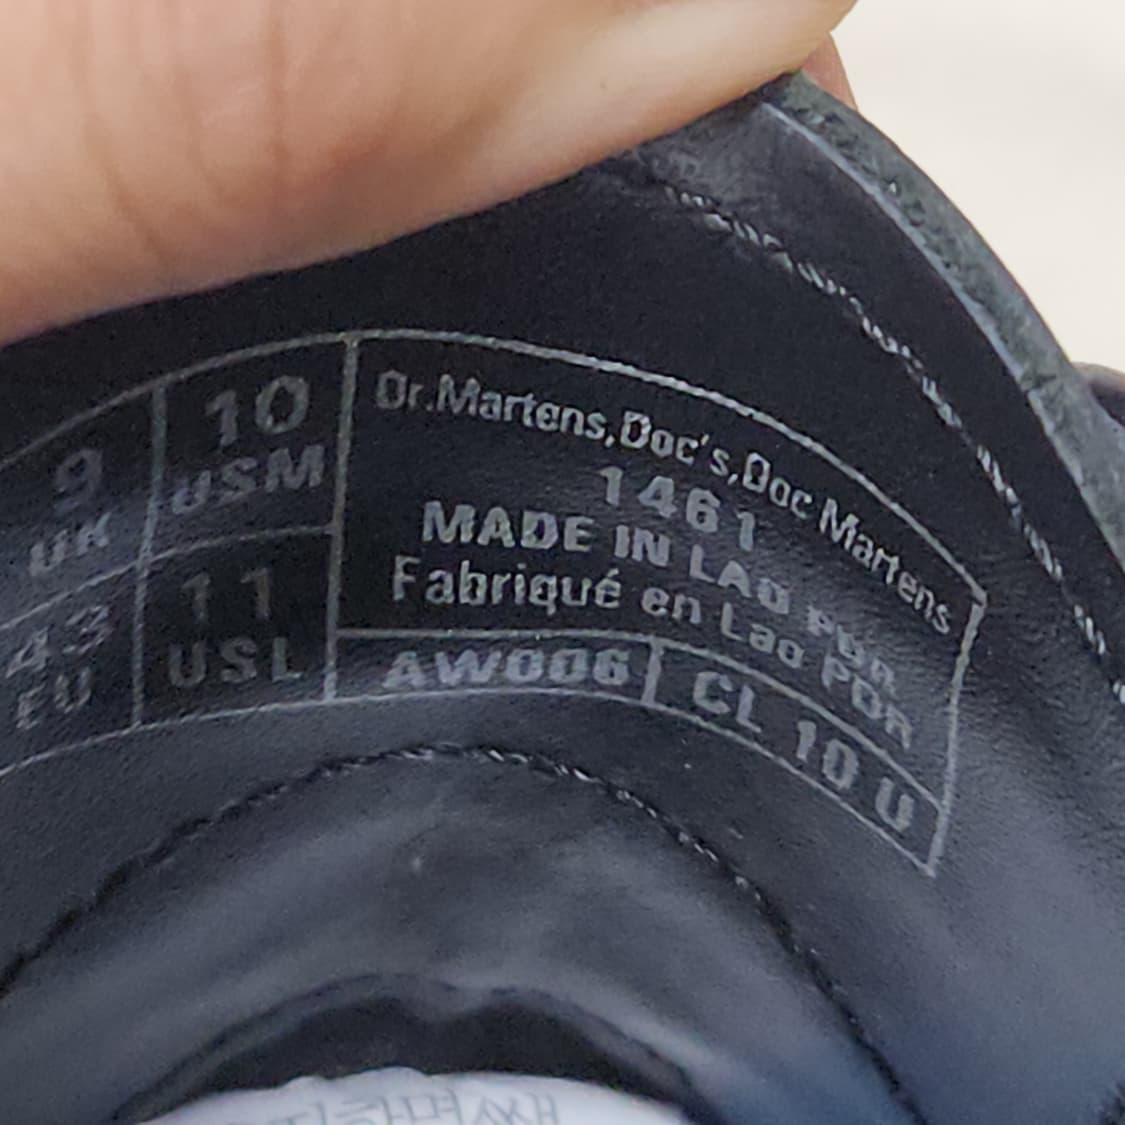 9
UK
10
USM
43
EU
11
USL
Dr.Martens,Doc's,Doc Martens
1461
MADE IN LAO PDR
Fabriqué en Lao PDR
AW006
CL 10 U